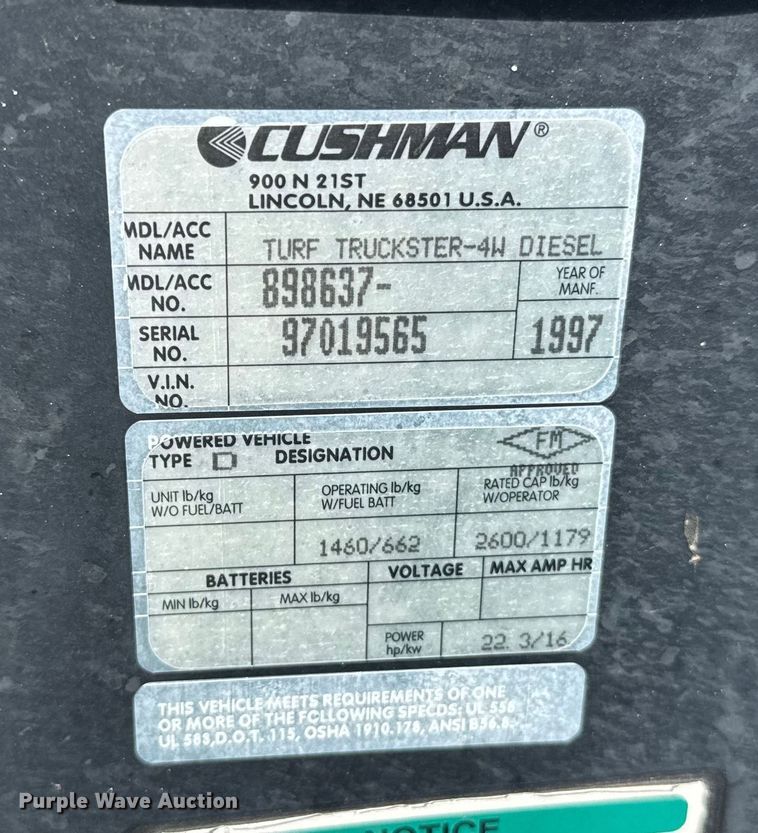 CUSHMAN®
900 N 21ST
LINCOLN, NE 68501 U.S.A.
MDL/ACC NAME TURF TRUCKSTER-4W DIESEL
MDL/ACC NO. 898637- YEAR OF MANF.
SERIAL NO. 97019565 1997
V.I.N. NO.
POWERED VEHICLE
TYPE D DESIGNATION
FM
APPROVED
UNIT lb/kg W/O FUEL/BATT
OPERATING lb/kg W/FUEL BATT
RATED CAP lb/kg W/OPERATOR
1460/662 2600/1179
BATTERIES VOLTAGE MAX AMP HR
MIN lb/kg MAX lb/kg
POWER hp/kw 22.3/16
THIS VEHICLE MEETS REQUIREMENTS OF ONE
OR MORE OF THE FOLLOWING SPECDS: UL 558
UL 583, D.O.T. .115, OSHA 1910.178, ANSI B56.8.
Purple Wave Auction
NOTICE